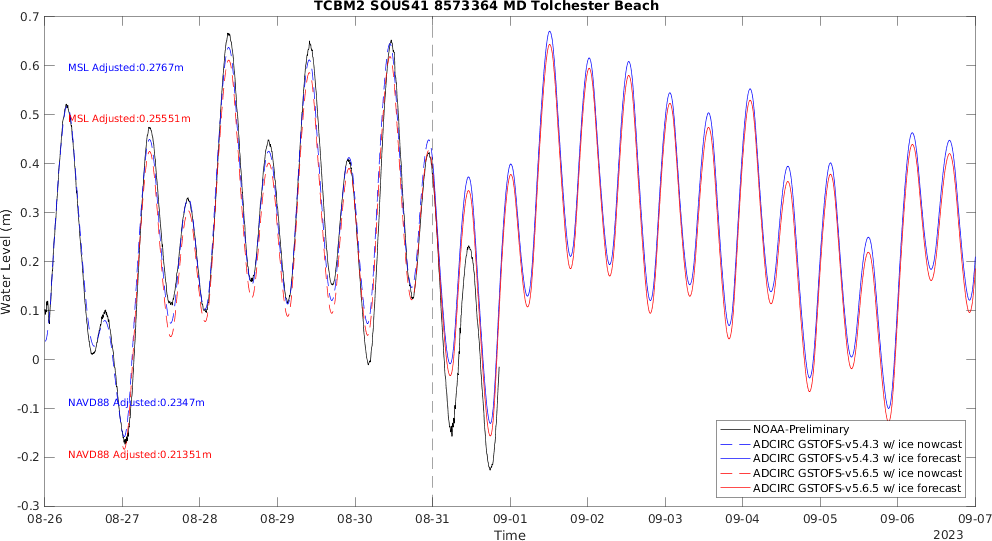 TCBM2 SOUS41 8573364 MD Tolchester Beach
0.7
0.6
0.5
0.4
0.3
0.2
0.1
0
-0.1
-0.2
-0.3
Water Level (m)
MSL Adjusted:0.2767m
MSL Adjusted:0.25551m
NAVD88 Adjusted:0.2347m
NAVD88 Adjusted:0.21351m
NOAA-Preliminary
ADCIRC GSTOFS-v5.4.3 w/ ice nowcast
ADCIRC GSTOFS-v5.4.3 w/ ice forecast
ADCIRC GSTOFS-v5.6.5 w/ ice nowcast
ADCIRC GSTOFS-v5.6.5 w/ ice forecast
08-26 08-27 08-28 08-29 08-30 08-31 09-01 09-02 09-03 09-04 09-05 09-06 09-07
Time
2023